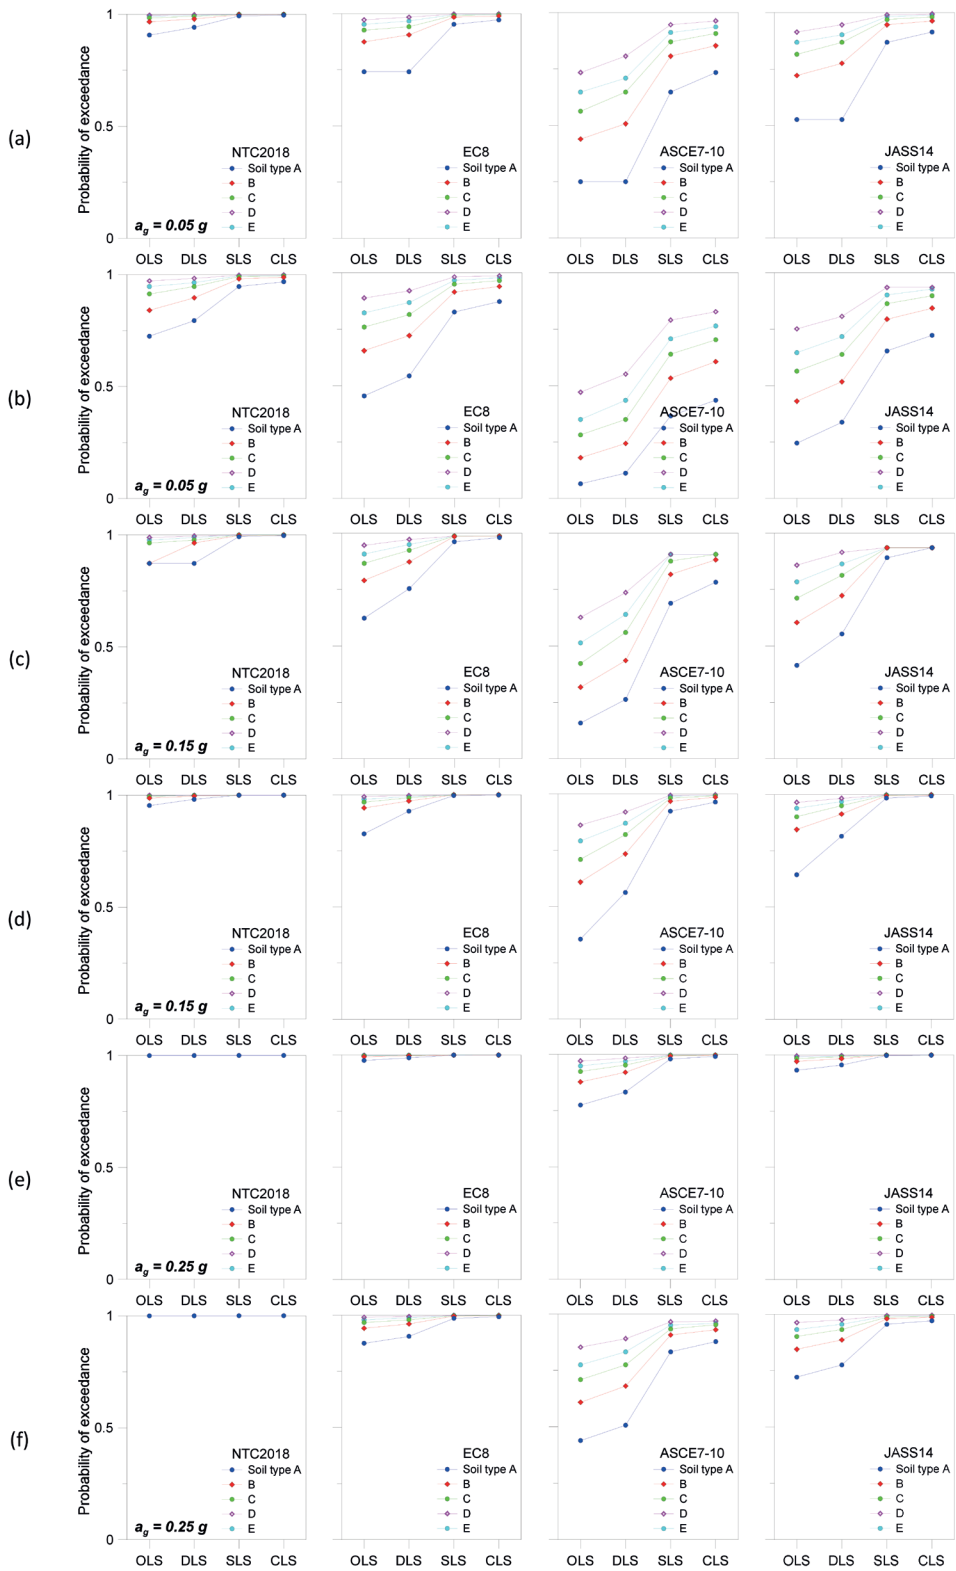 (a)
Probability of exceedance
1
0.5
0
NTC2018
Soil type A
B
C
D
E
a_g = 0.05 g
OLS DLS SLS CLS
EC8
Soil type A
B
C
D
E
OLS DLS SLS CLS
ASCE7-10
Soil type A
B
C
D
E
OLS DLS SLS CLS
JASS14
Soil type A
B
C
D
E
OLS DLS SLS CLS
(b)
Probability of exceedance
1
0.5
0
NTC2018
Soil type A
B
C
D
E
a_g = 0.05 g
OLS DLS SLS CLS
EC8
Soil type A
B
C
D
E
OLS DLS SLS CLS
ASCE7-10
Soil type A
B
C
D
E
OLS DLS SLS CLS
JASS14
Soil type A
B
C
D
E
OLS DLS SLS CLS
(c)
Probability of exceedance
1
0.5
0
NTC2018
Soil type A
B
C
D
E
a_g = 0.15 g
OLS DLS SLS CLS
EC8
Soil type A
B
C
D
E
OLS DLS SLS CLS
ASCE7-10
Soil type A
B
C
D
E
OLS DLS SLS CLS
JASS14
Soil type A
B
C
D
E
OLS DLS SLS CLS
(d)
Probability of exceedance
1
0.5
0
NTC2018
Soil type A
B
C
D
E
a_g = 0.15 g
OLS DLS SLS CLS
EC8
Soil type A
B
C
D
E
OLS DLS SLS CLS
ASCE7-10
Soil type A
B
C
D
E
OLS DLS SLS CLS
JASS14
Soil type A
B
C
D
E
OLS DLS SLS CLS
(e)
Probability of exceedance
1
0.5
0
NTC2018
Soil type A
B
C
D
E
a_g = 0.25 g
OLS DLS SLS CLS
EC8
Soil type A
B
C
D
E
OLS DLS SLS CLS
ASCE7-10
Soil type A
B
C
D
E
OLS DLS SLS CLS
JASS14
Soil type A
B
C
D
E
OLS DLS SLS CLS
(f)
Probability of exceedance
1
0.5
0
NTC2018
Soil type A
B
C
D
E
a_g = 0.25 g
OLS DLS SLS CLS
EC8
Soil type A
B
C
D
E
OLS DLS SLS CLS
ASCE7-10
Soil type A
B
C
D
E
OLS DLS SLS CLS
JASS14
Soil type A
B
C
D
E
OLS DLS SLS CLS